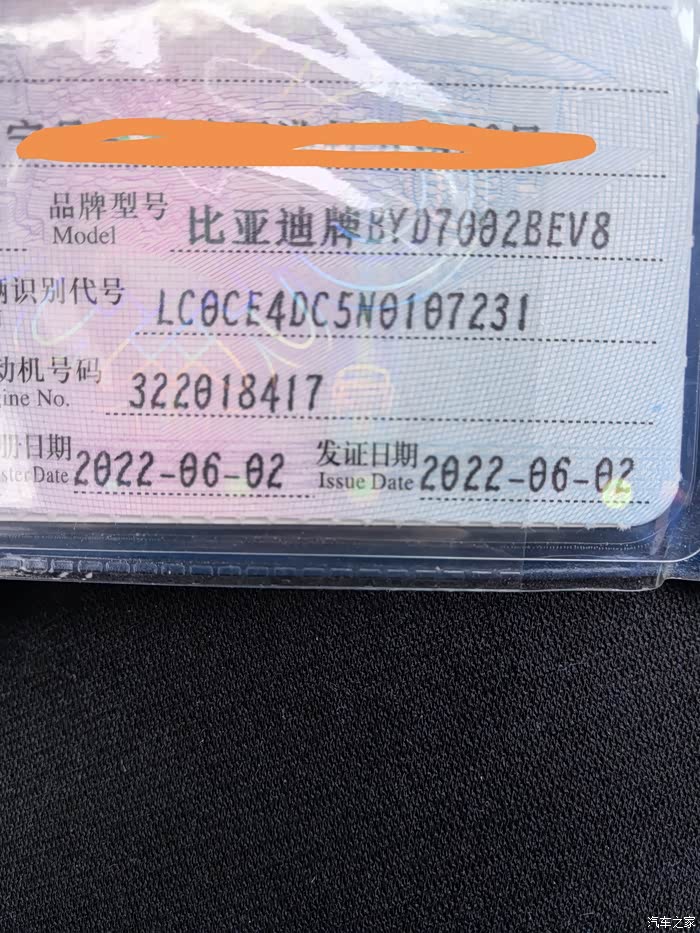 品牌型号 比亚迪牌BYD7002BEV8
Model
识别代号 LC0CE4DC5N0107231
动机号码 322018417
ine No.
册日期 2022-06-02 发证日期 2022-06-02
ster Date Issue Date
汽车之家